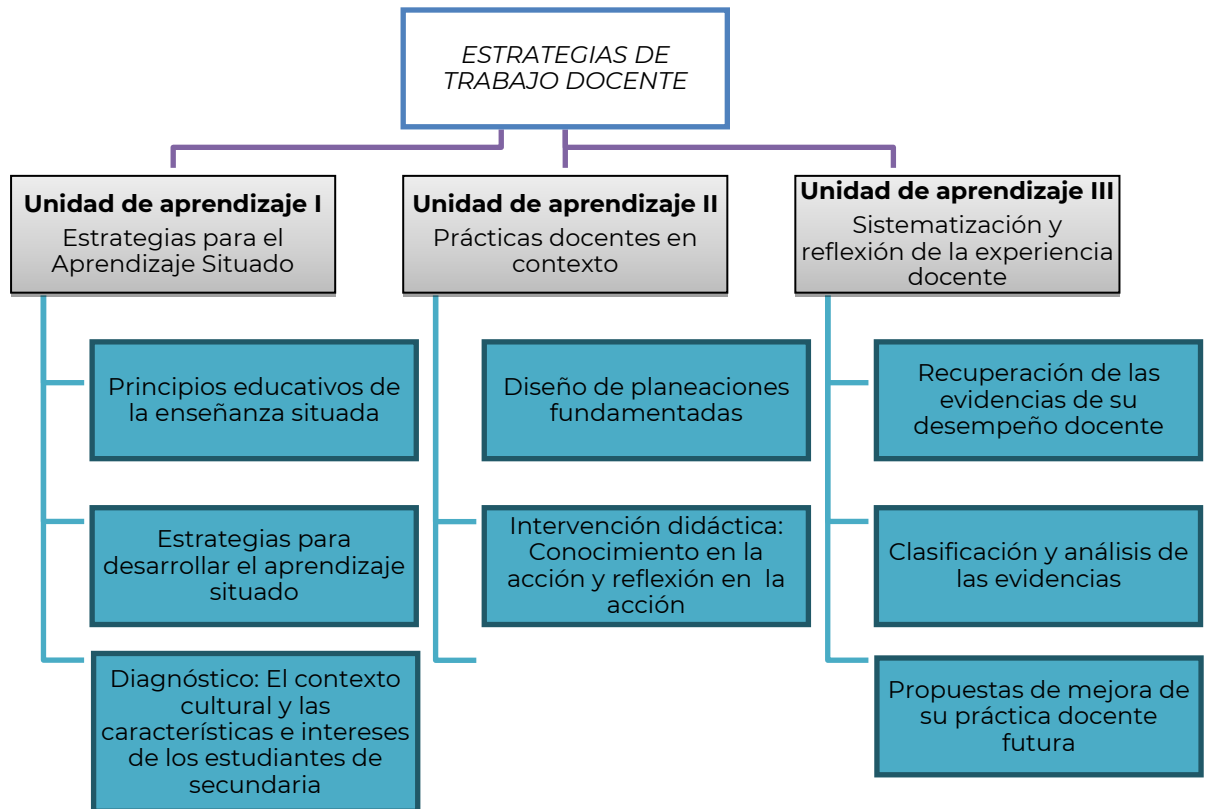 ESTRATEGIAS DE
TRABAJO DOCENTE
Unidad de aprendizaje I
Estrategias para el
Aprendizaje Situado
Principios educativos de
la enseñanza situada
Estrategias para
desarrollar el aprendizaje
situado
Diagnóstico: El contexto
cultural y las
características e intereses
de los estudiantes de
secundaria
Unidad de aprendizaje II
Prácticas docentes en
contexto
Diseño de planeaciones
fundamentadas
Intervención didáctica:
Conocimiento en la
acción y reflexión en la
acción
Unidad de aprendizaje III
Sistematización y
reflexión de la experiencia
docente
Recuperación de las
evidencias de su
desempeño docente
Clasificación y análisis de
las evidencias
Propuestas de mejora de
su práctica docente
futura